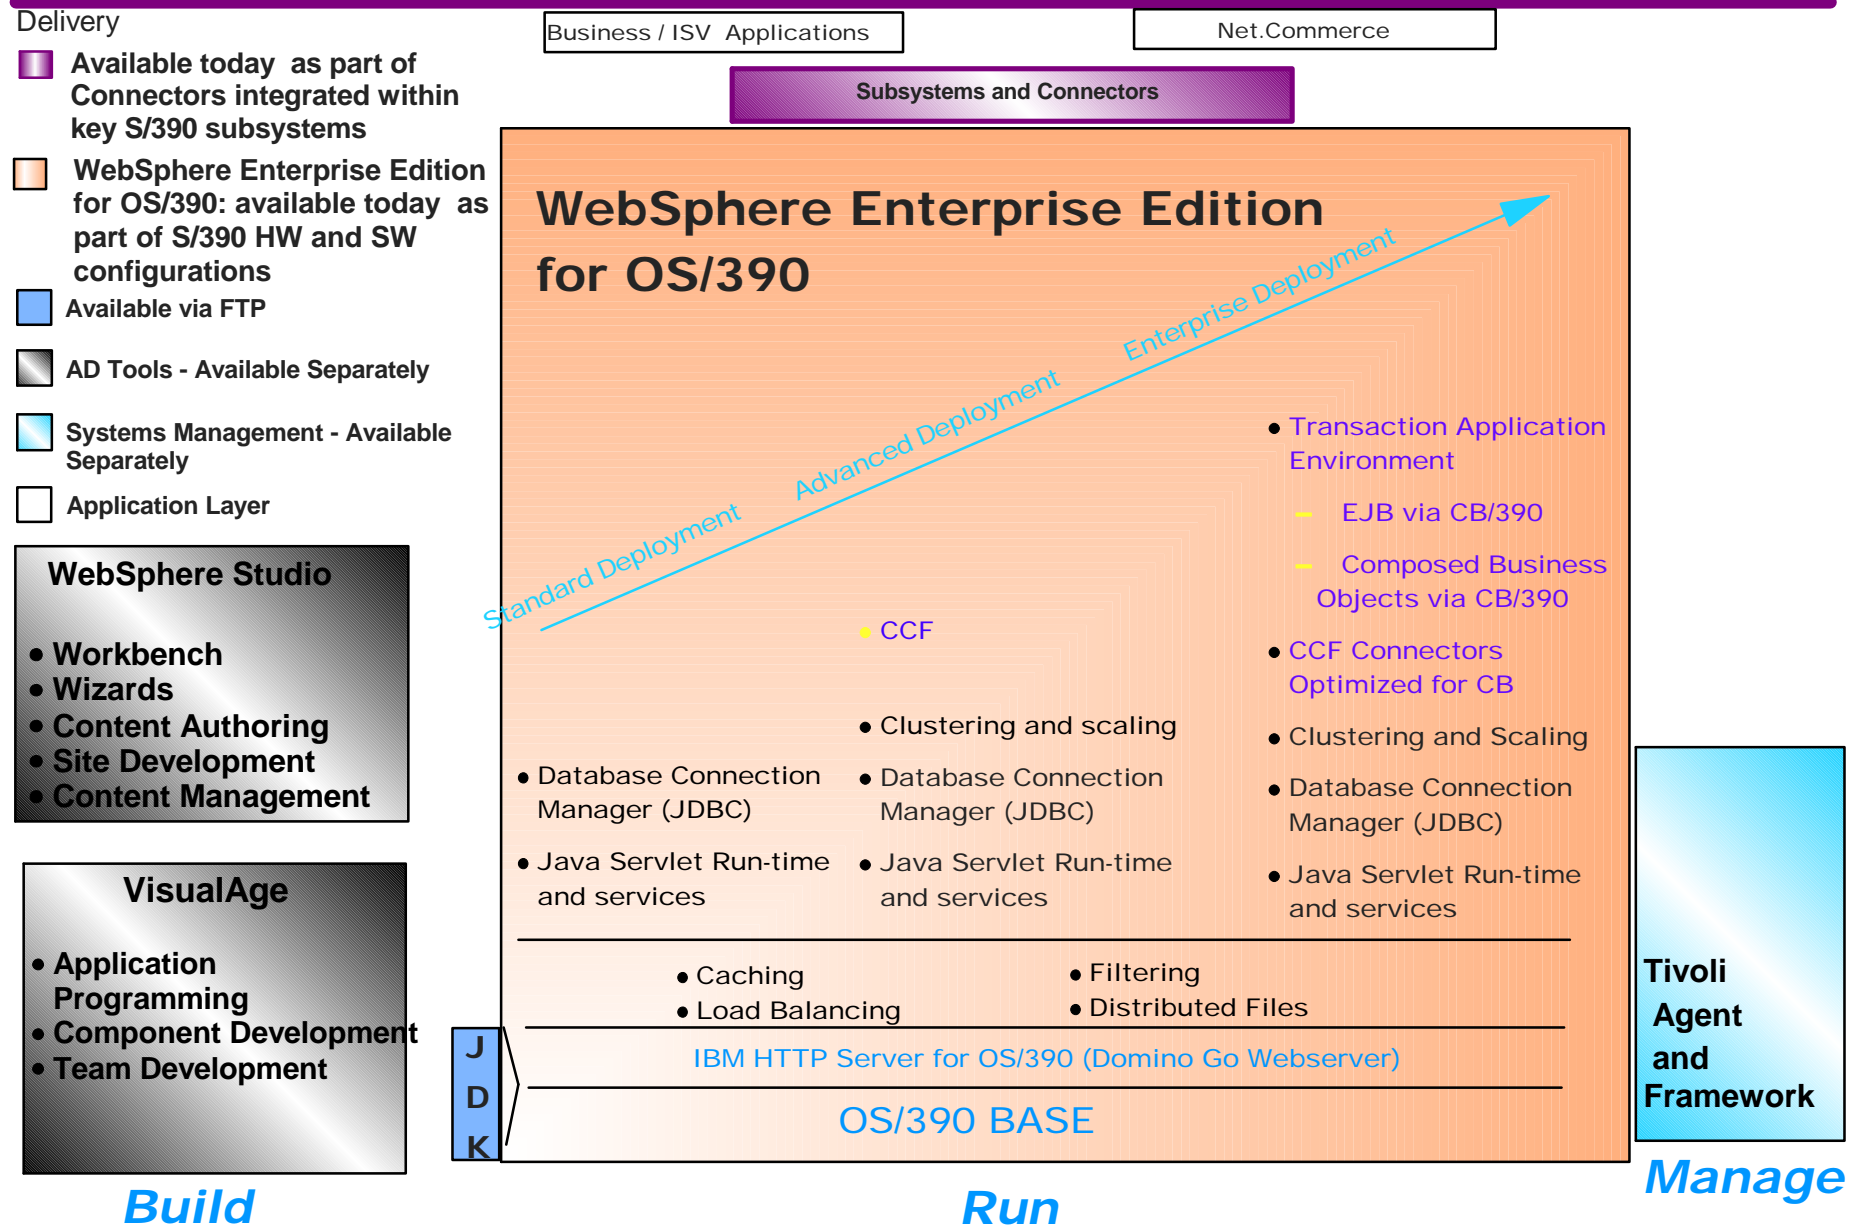 Delivery
Available today as part of
Connectors integrated within
key S/390 subsystems
WebSphere Enterprise Edition
for OS/390: available today as
part of S/390 HW and SW
configurations
Available via FTP
AD Tools - Available Separately
Systems Management - Available
Separately
Application Layer
Business / ISV Applications
Net.Commerce
Subsystems and Connectors
WebSphere Enterprise Edition
for OS/390
Standard Deployment
Advanced Deployment
Enterprise Deployment
WebSphere Studio
• Workbench
• Wizards
• Content Authoring
• Site Development
• Content Management
VisualAge
• Application
Programming
• Component Development
• Team Development
Build
• Database Connection
Manager (JDBC)
• Java Servlet Run-time
and services
• CCF
• Clustering and scaling
• Database Connection
Manager (JDBC)
• Java Servlet Run-time
and services
• Transaction Application
Environment
– EJB via CB/390
– Composed Business
Objects via CB/390
• CCF Connectors
Optimized for CB
• Clustering and Scaling
• Database Connection
Manager (JDBC)
• Java Servlet Run-time
and services
• Caching
• Load Balancing
• Filtering
• Distributed Files
J
D
K
IBM HTTP Server for OS/390 (Domino Go Webserver)
OS/390 BASE
Run
Tivoli
Agent
and
Framework
Manage